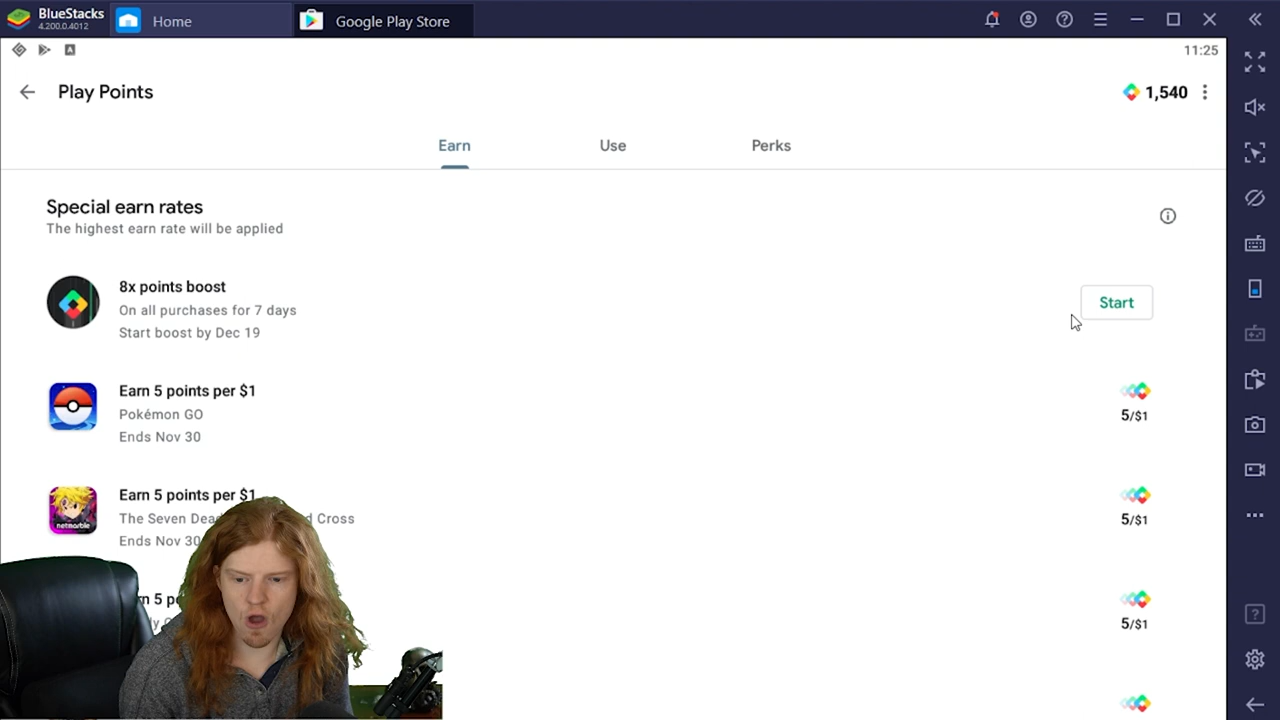 BlueStacks
4.200.0.4012
Home
Google Play Store
11:25
Play Points
1,540
Earn
Use
Perks
Special earn rates
The highest earn rate will be applied
8x points boost
On all purchases for 7 days
Start boost by Dec 19
Start
Earn 5 points per $1
Pokémon GO
Ends Nov 30
5/$1
Earn 5 points per $1
netmarble
The Seven Cross
Ends Nov 30
5/$1
5
5/$1